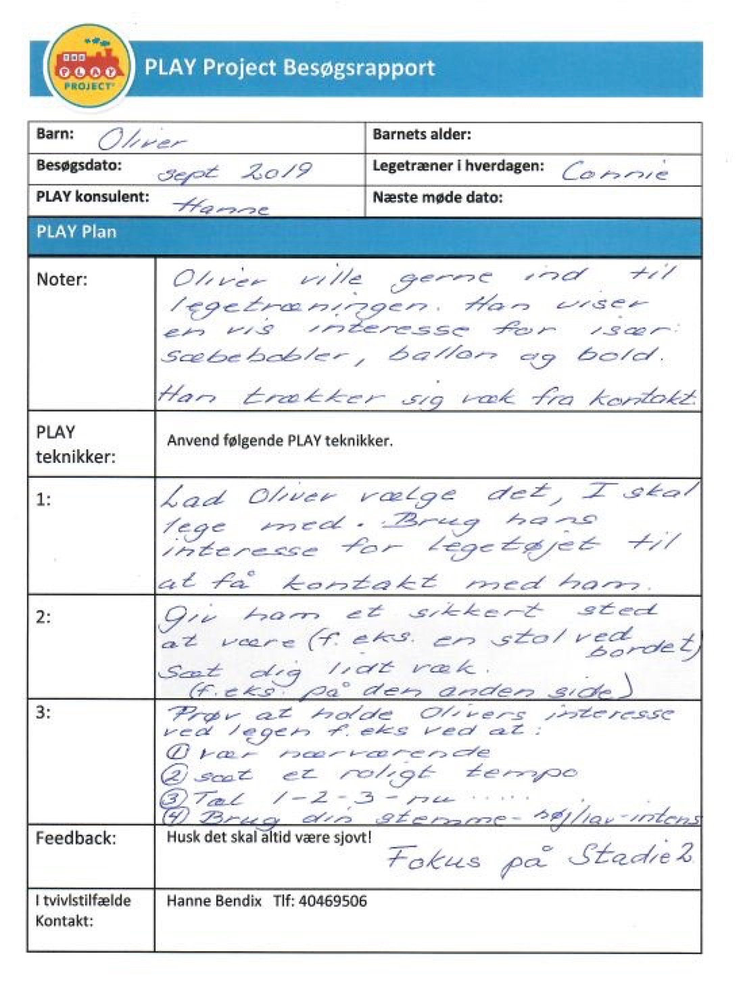 PLAY
PROJECT
PLAY Project Besøgsrapport
Barn: Oliver
Barnets alder:
Besøgsdato: sept 2019
Legetræner i hverdagen: Connie
PLAY konsulent: Hanne
Næste møde dato:
PLAY Plan
Noter:
Oliver ville gerne ind til
legetræningen. Han viser
en vis interesse for især:
sæbebobler, ballon og bold.
Han trækker sig væk fra kontakt.
PLAY
teknikker:
Anvend følgende PLAY teknikker.
1:
Lad Oliver vælge det, I skal
lege med. Brug hans
interesse for legetøjet til
at få kontakt med ham.
2:
Giv ham et sikkert sted
at være (f. eks. en stol ved
bordet)
Sæt dig lidt væk.
(f.eks. på den anden side)
3:
Prøv at holde Olivers interesse
ved legen f. eks ved at:
① vær nærværende
② sæt et roligt tempo
③ Tæl 1-2-3-nu .....
④ Brug din stemme- høj/lav-intens
Feedback:
Husk det skal altid være sjovt!
Fokus på Stadie 2
I tvivlstilfælde
Kontakt:
Hanne Bendix Tlf: 40469506